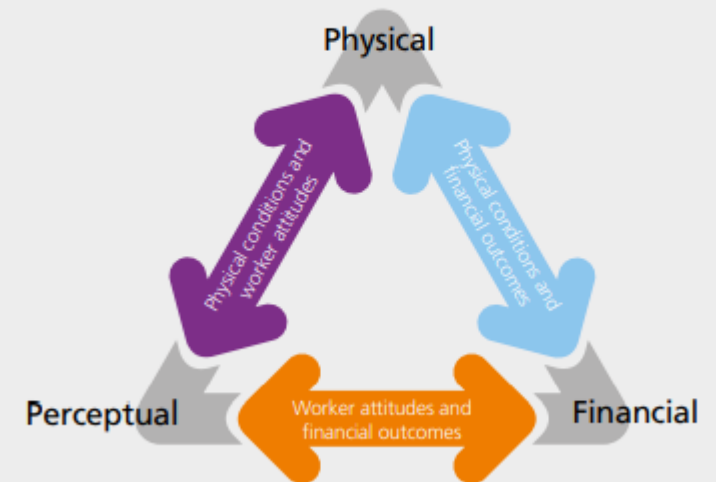 Physical
Physical conditions and
worker attitudes
Physical conditions and
financial outcomes
Perceptual
Worker attitudes and
financial outcomes
Financial